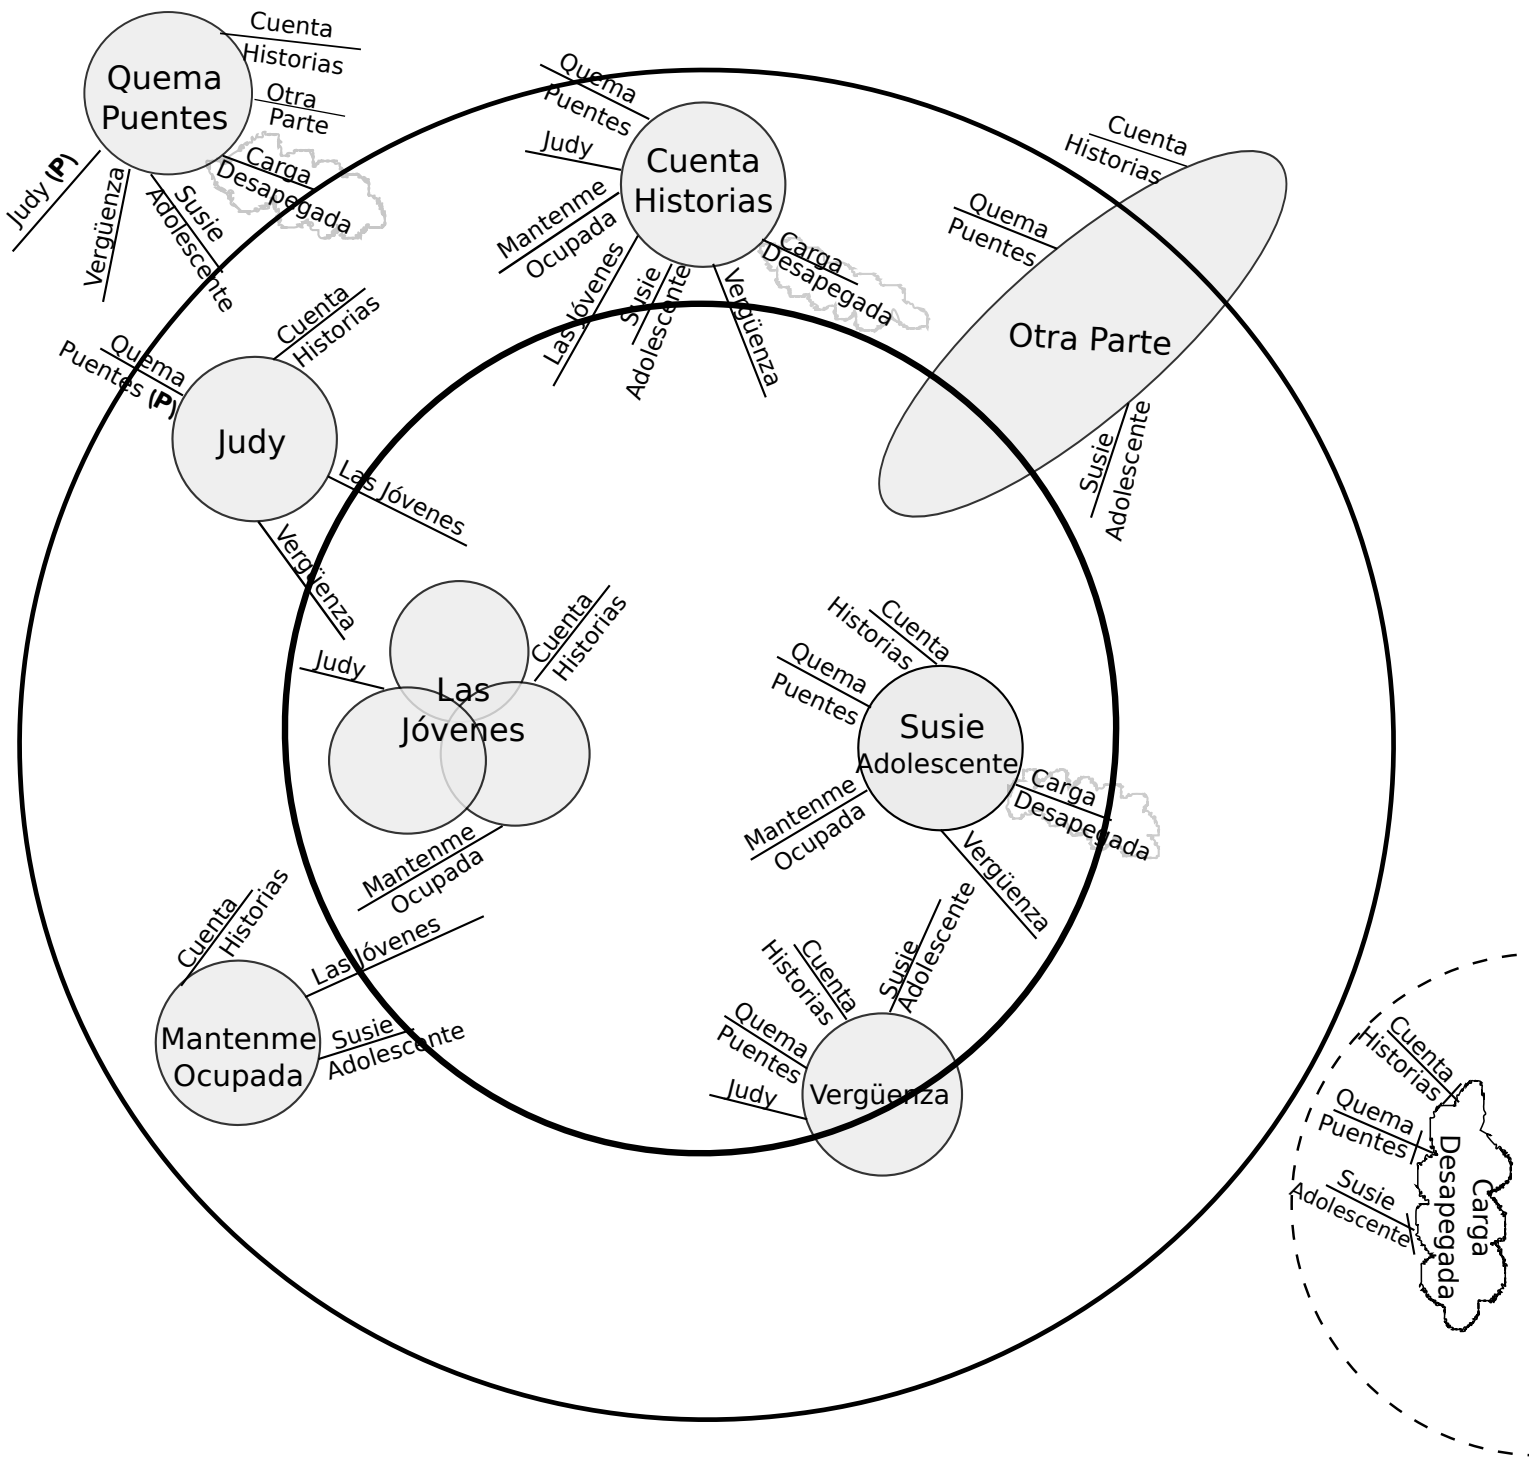 Quema
Puentes
Cuenta
Historias
Otra
Parte
Carga
Desapegada
Susie
Adolescente
Vergüenza
Judy (P)
Cuenta
Historias
Quema
Puentes
Judy
Mantenme
Ocupada
Las Jóvenes
Susie
Adolescente
Vergüenza
Carga
Desapegada
Otra Parte
Cuenta
Historias
Quema
Puentes
Susie
Adolescente
Judy
Cuenta
Historias
Quema
Puentes (P)
Las Jóvenes
Vergüenza
Las
Jóvenes
Judy
Cuenta
Historias
Mantenme
Ocupada
Susie
Adolescente
Cuenta
Historias
Quema
Puentes
Mantenme
Ocupada
Carga
Desapegada
Vergüenza
Mantenme
Ocupada
Cuenta
Historias
Las Jóvenes
Susie
Adolescente
Vergüenza
Susie
Adolescente
Cuenta
Historias
Quema
Puentes
Judy
Carga
Desapegada
Cuenta
Historias
Quema
Puentes
Susie
Adolescente